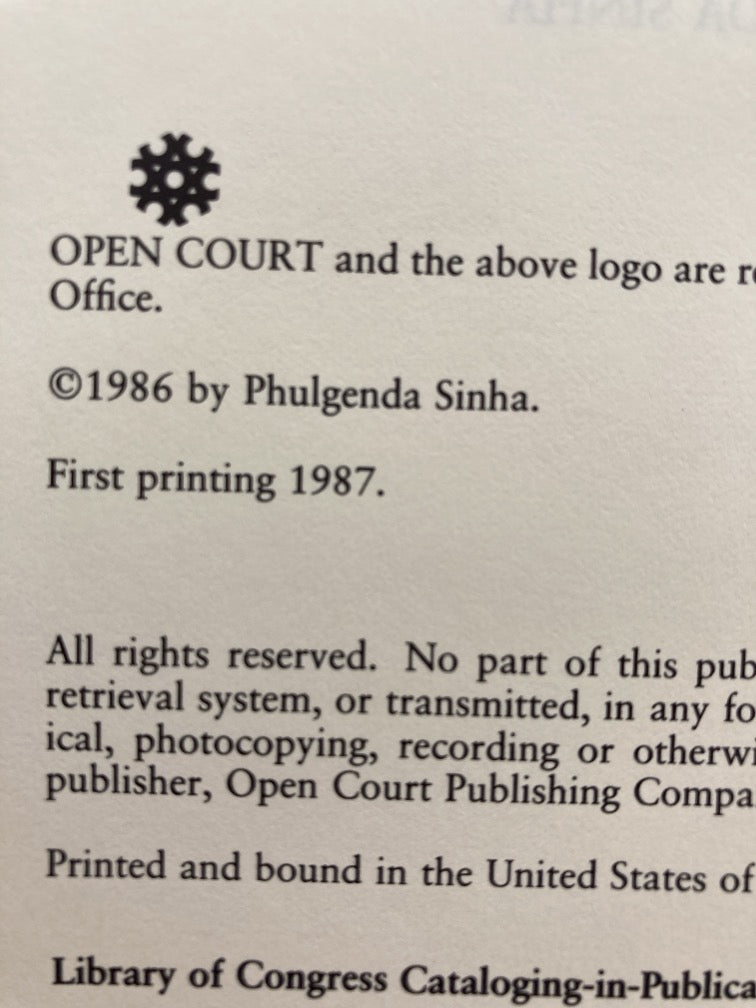 OPEN COURT and the above logo are re
Office.
©1986 by Phulgenda Sinha.
First printing 1987.
All rights reserved. No part of this pub
retrieval system, or transmitted, in any fo
ical, photocopying, recording or otherwi
publisher, Open Court Publishing Compa
Printed and bound in the United States of
Library of Congress Cataloging-in-Publica